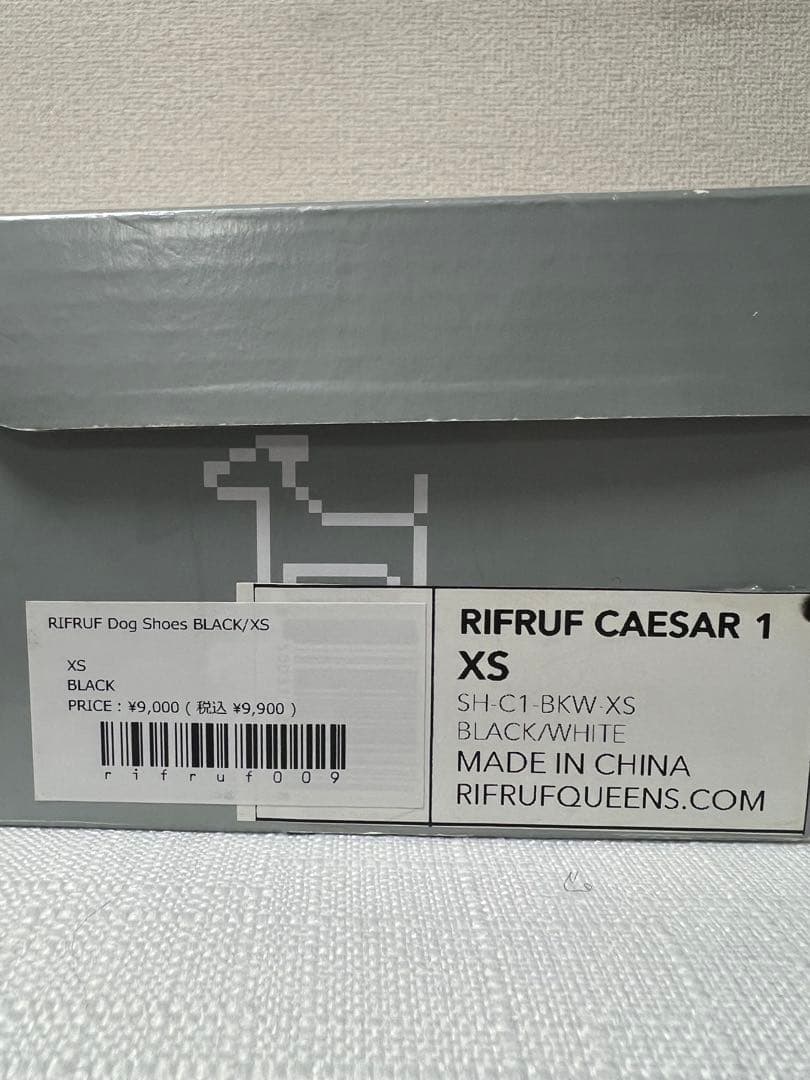 RIFRUF Dog Shoes BLACK/XS
XS
BLACK
PRICE : ¥9,000 ( 税込 ¥9,900 )
rifruf009
RIFRUF CAESAR 1
XS
SH-C1-BKW-XS
BLACK/WHITE
MADE IN CHINA
RIFRUFQUEENS.COM